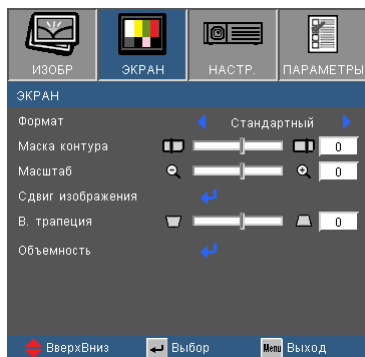 ИЗОБР ЭКРАН НАСТР. ПАРАМЕТРЫ
ЭКРАН
Формат Стандартный
Маска контура 0
Масштаб 0
Сдвиг изображения
В. трапеция 0
Объемность
ВверхВниз Выбор Menu Выход